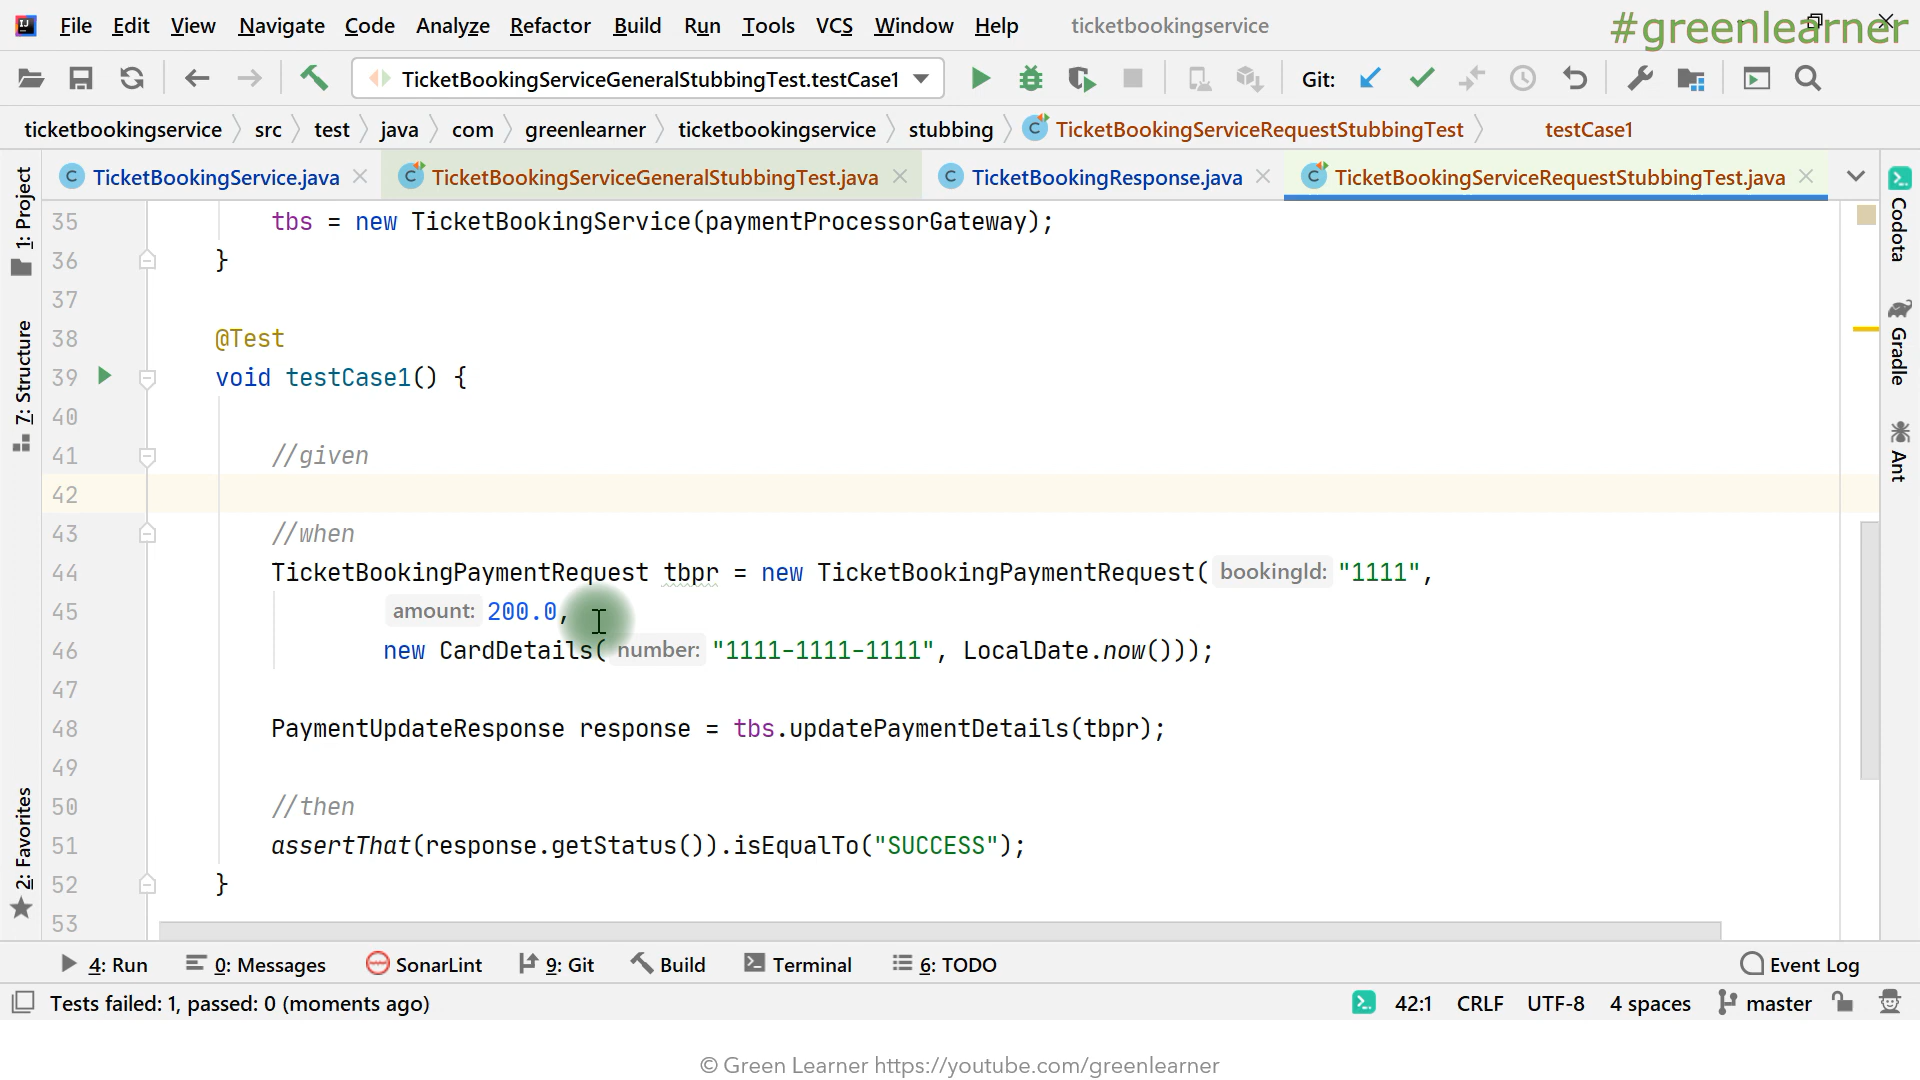 File Edit View Navigate Code Analyze Refactor Build Run Tools VCS Window Help ticketbookingservice #greenlearner
TicketBookingServiceGeneralStubbingTest.testCase1 Git:
ticketbookingservice src test java com greenlearner ticketbookingservice stubbing TicketBookingServiceRequestStubbingTest testCase1
TicketBookingService.java TicketBookingServiceGeneralStubbingTest.java TicketBookingResponse.java TicketBookingServiceRequestStubbingTest.java
1: Project
7: Structure
2: Favorites
35 tbs = new TicketBookingService(paymentProcessorGateway);
36 }
37
38 @Test
39 void testCase1() {
40
41 //given
42
43 //when
44 TicketBookingPaymentRequest tbpr = new TicketBookingPaymentRequest( bookingId: "1111",
45 amount: 200.0,
46 new CardDetails( number: "1111-1111-1111", LocalDate.now()));
47
48 PaymentUpdateResponse response = tbs.updatePaymentDetails(tbpr);
49
50 //then
51 assertThat(response.getStatus()).isEqualTo("SUCCESS");
52 }
53
Codota
Gradle
Ant
4: Run 0: Messages SonarLint 9: Git Build Terminal 6: TODO Event Log
Tests failed: 1, passed: 0 (moments ago) 42:1 CRLF UTF-8 4 spaces master
© Green Learner https://youtube.com/greenlearner